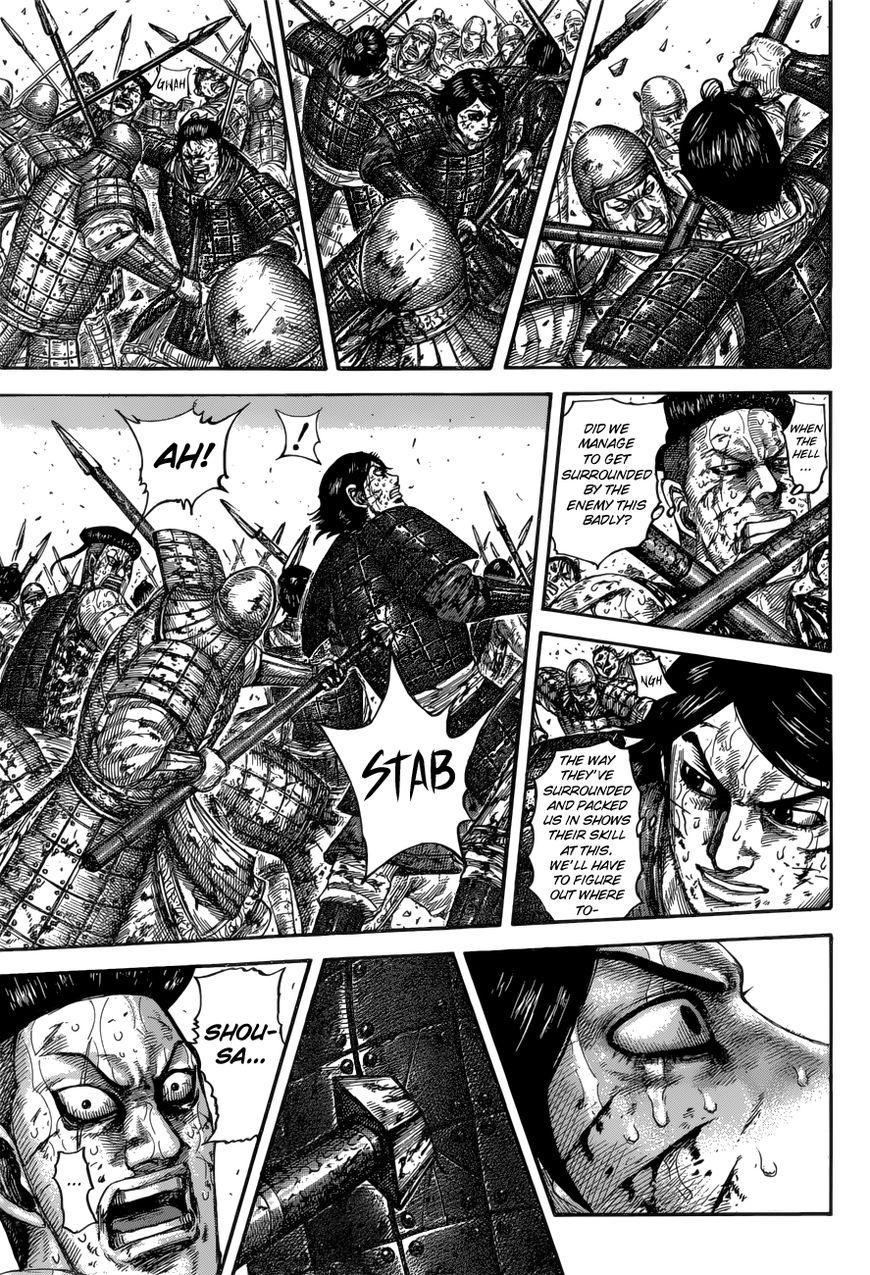 GWAH
WHEN
THE
HELL
...
DID WE
MANAGE
TO GET
SURROUNDED
BY THE
ENEMY THIS
BADLY?
NGH
THE WAY
THEY'VE
SURROUNDED
AND PACKED
US IN SHOWS
THEIR SKILL
AT THIS.
WE'LL HAVE
TO FIGURE
OUT WHERE
TO-
!
AH!
STAB
SHOU-
SA...
...